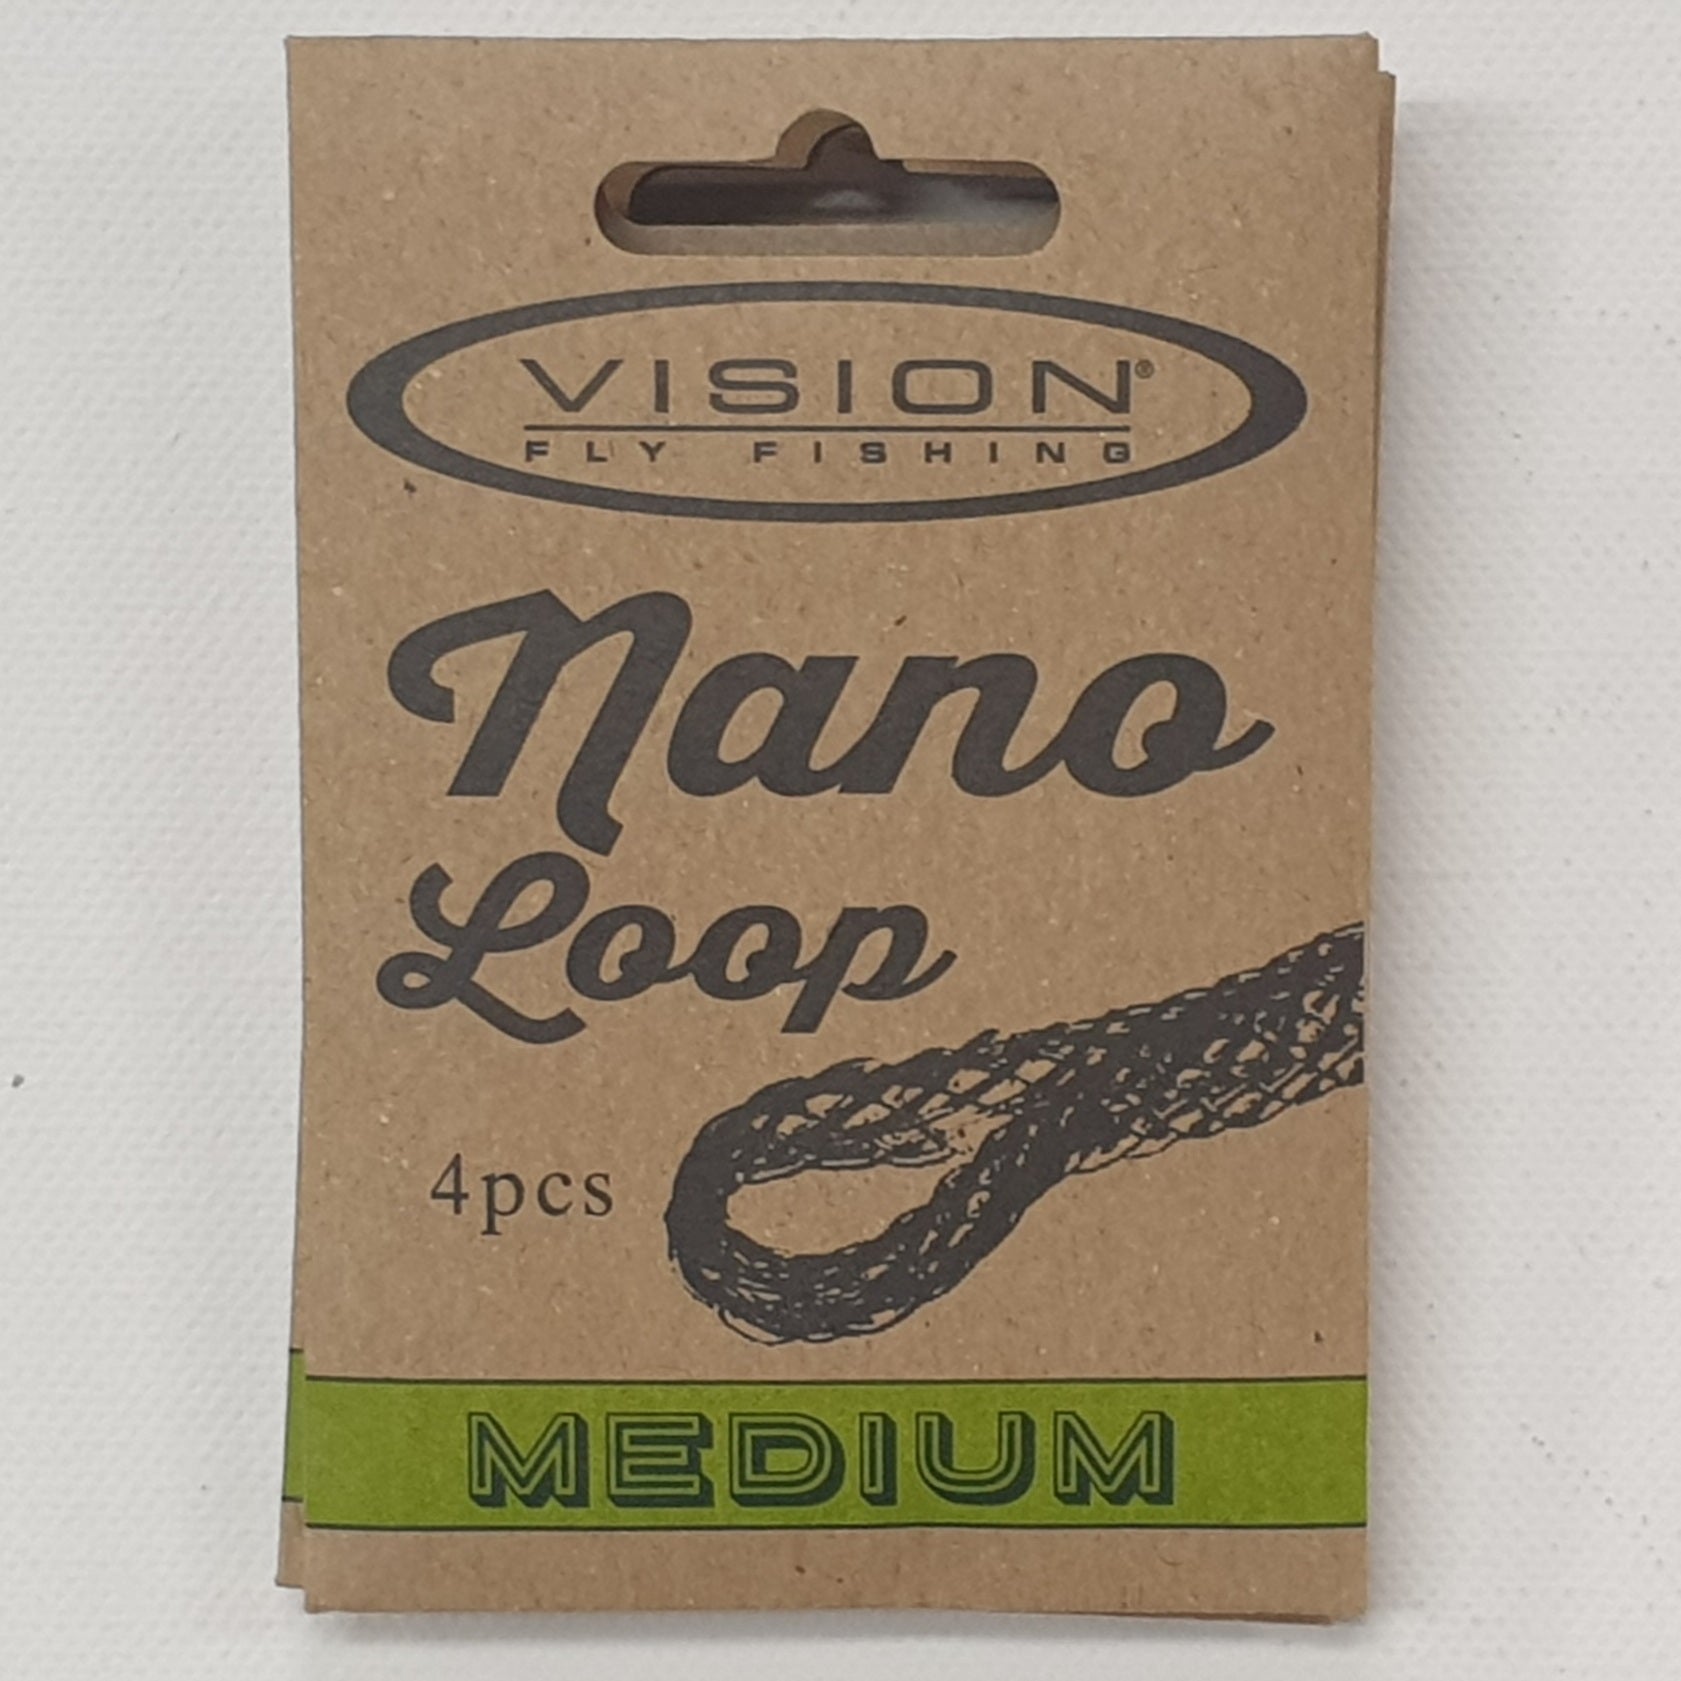 VISION®
FLY FISHING
Nano
Loop
4pcs
MEDIUM